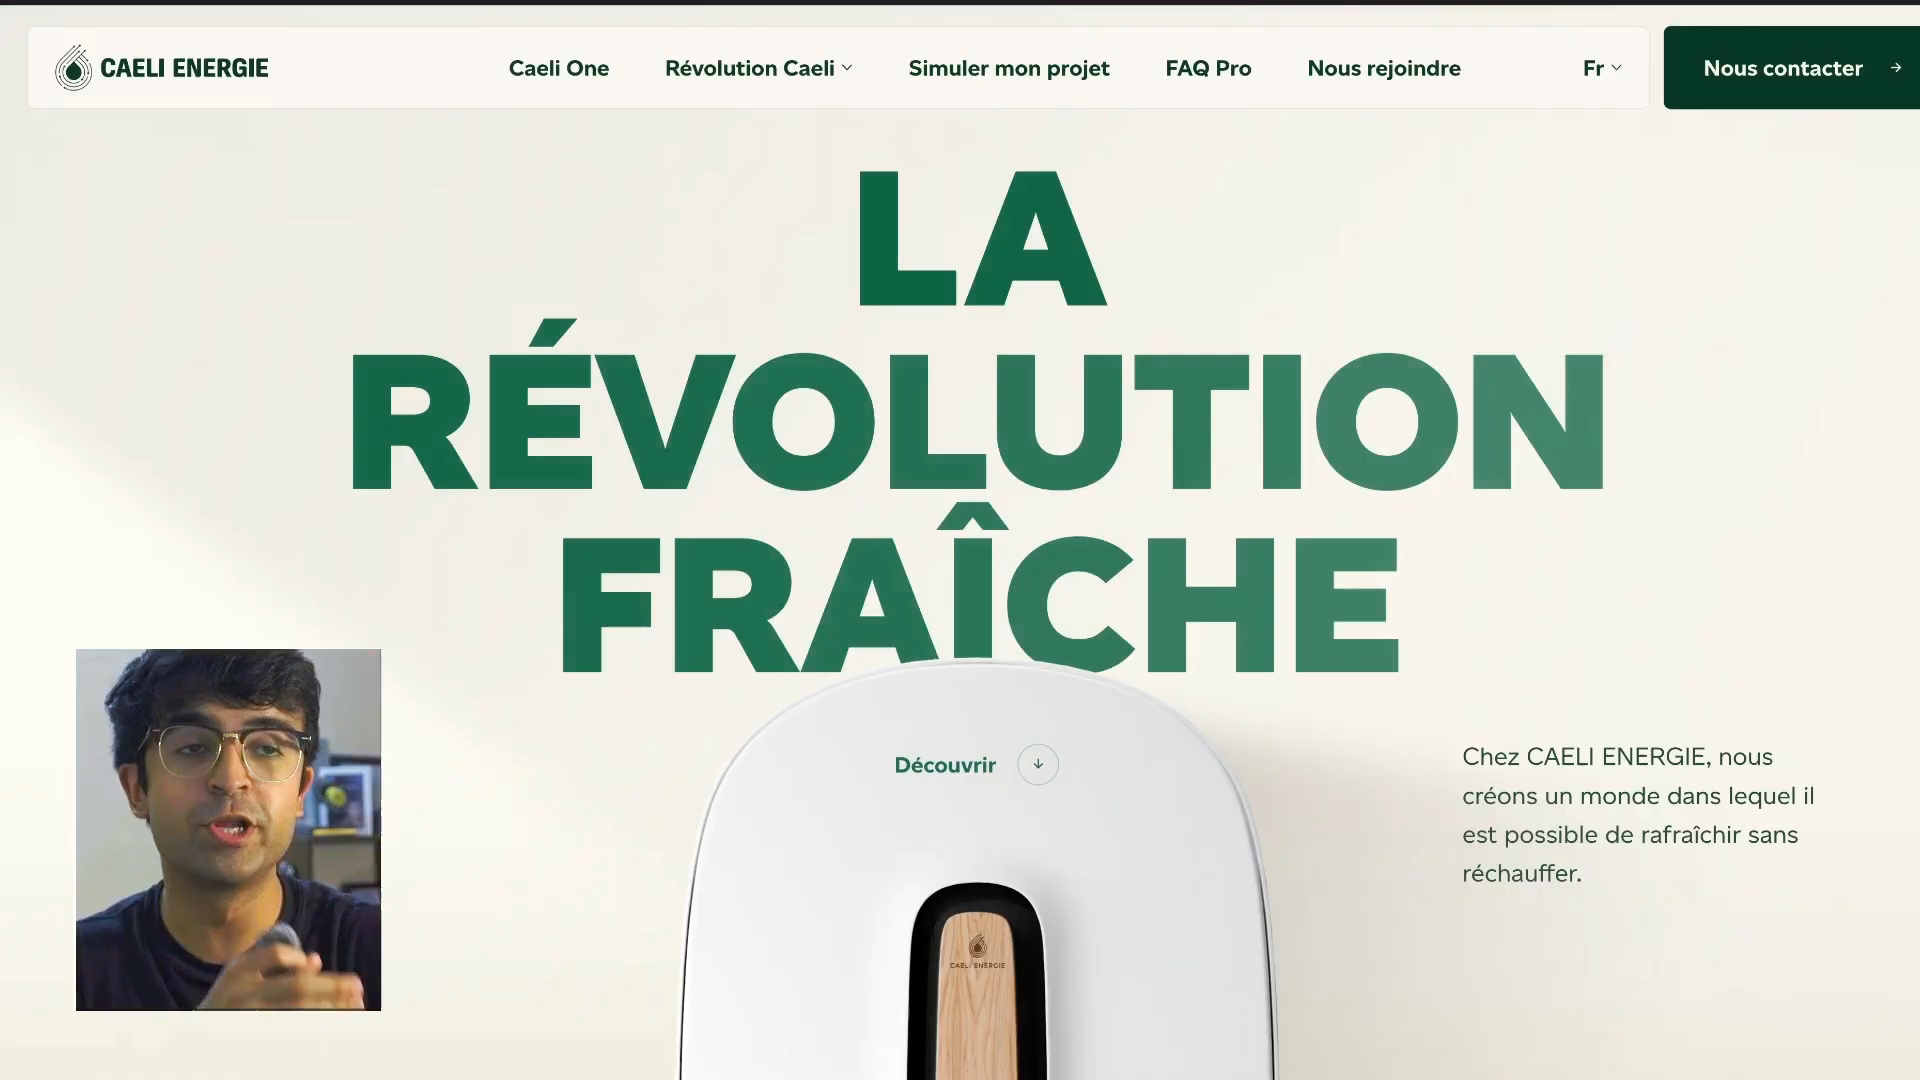 CAELI ENERGIE
Caeli One
Révolution Caeli
Simuler mon projet
FAQ Pro
Nous rejoindre
Fr
Nous contacter
LA
RÉVOLUTION
FRAÎCHE
Découvrir
Chez CAELI ENERGIE, nous
créons un monde dans lequel il
est possible de rafraîchir sans
réchauffer.
CAELI ENERGIE